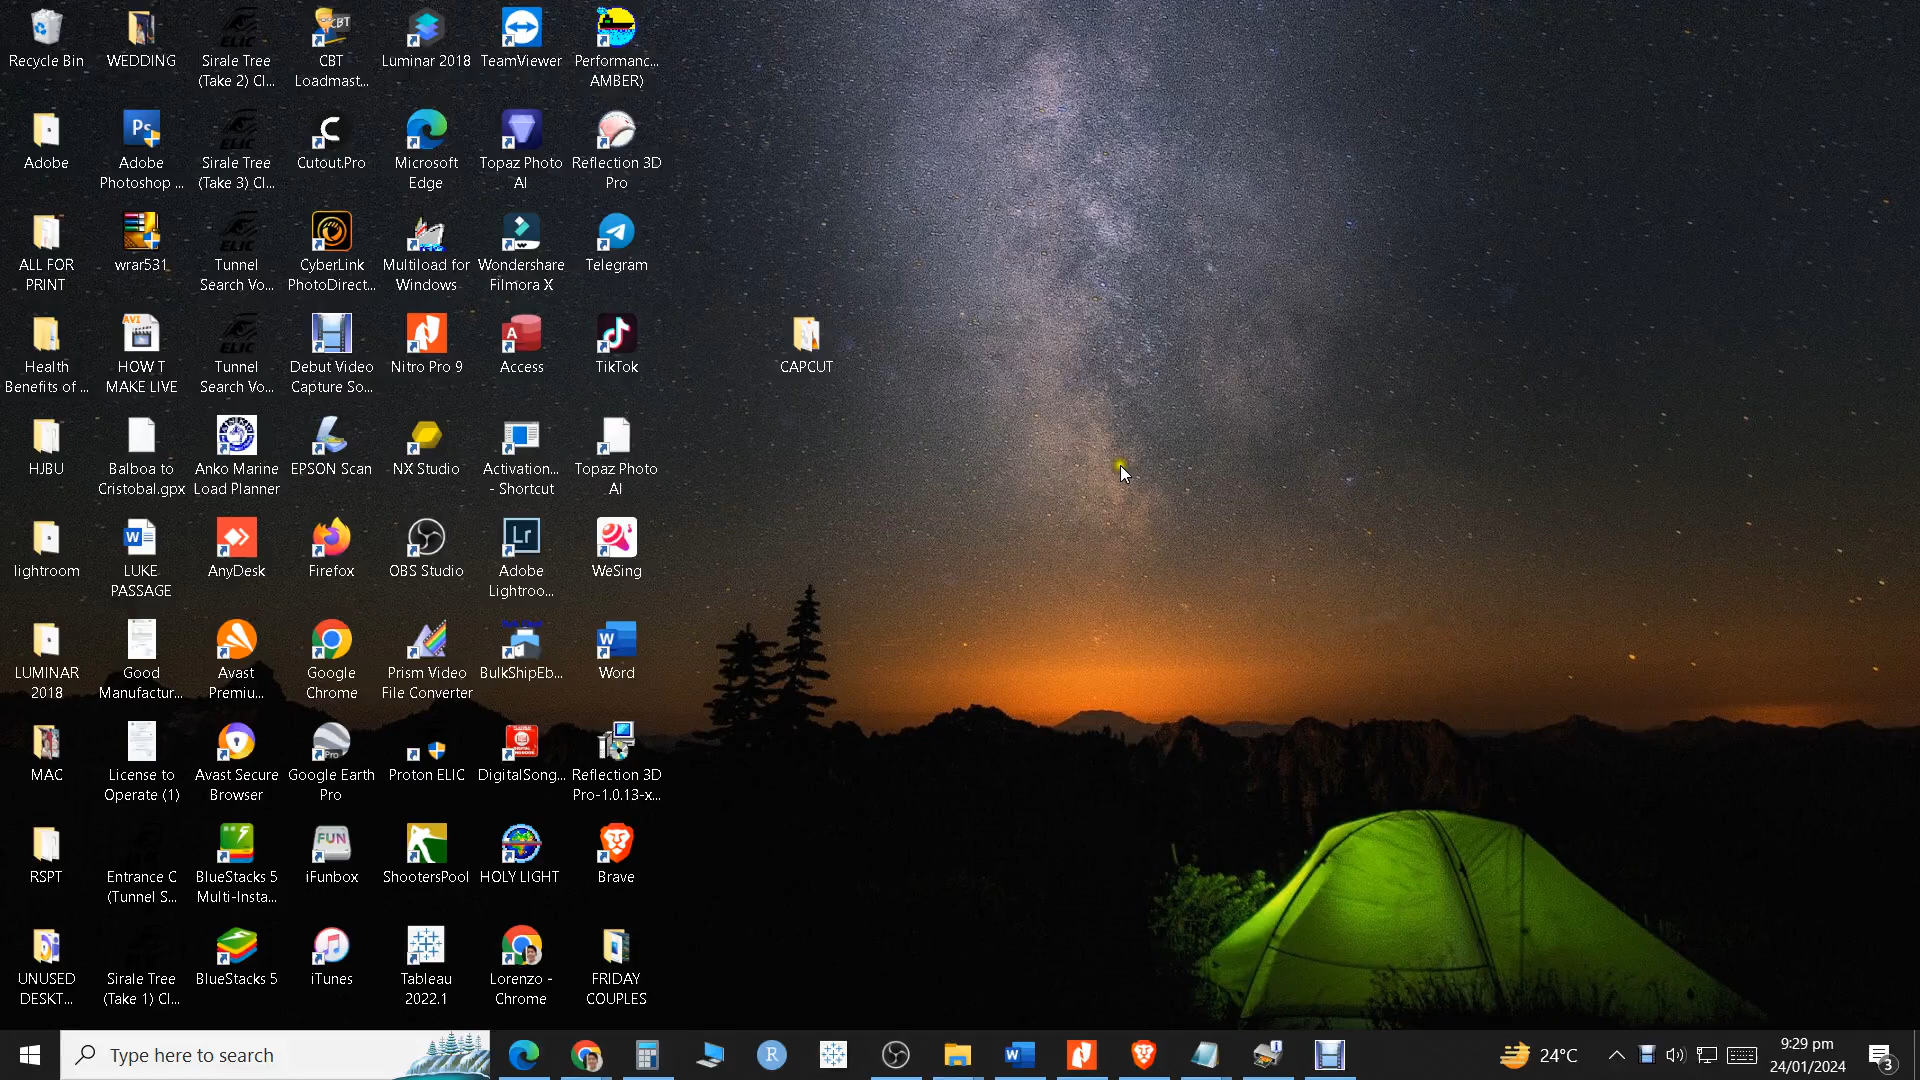 Recycle Bin
WEDDING
Sirale Tree
(Take 2) Cl...
CBT
Loadmast...
Luminar 2018
TeamViewer
Performanc...
AMBER)
Adobe
Adobe
Photoshop ...
Sirale Tree
(Take 3) Cl...
Cutout.Pro
Microsoft
Edge
Topaz Photo
AI
Reflection 3D
Pro
ALL FOR
PRINT
wrar531
Tunnel
Search Vo...
CyberLink
PhotoDirect...
Multiload for
Windows
Wondershare
Filmora X
Telegram
Health
Benefits of ...
HOW T
MAKE LIVE
Tunnel
Search Vo...
Debut Video
Capture So...
Nitro Pro 9
Access
TikTok
CAPCUT
HJBU
Balboa to
Cristobal.gpx
Anko Marine
Load Planner
EPSON Scan
NX Studio
Activation...
- Shortcut
Topaz Photo
AI
lightroom
LUKE
PASSAGE
AnyDesk
Firefox
OBS Studio
Adobe
Lightroo...
WeSing
LUMINAR
2018
Good
Manufactur...
Avast
Premiu...
Google
Chrome
Prism Video
File Converter
BulkShipEb...
Word
MAC
License to
Operate (1)
Avast Secure
Browser
Google Earth
Pro
Proton ELIC
DigitalSong...
Reflection 3D
Pro-1.0.13-x...
RSPT
Entrance C
(Tunnel S...
BlueStacks 5
Multi-Insta...
iFunbox
ShootersPool
HOLY LIGHT
Brave
UNUSED
DESKT...
Sirale Tree
(Take 1) Cl...
BlueStacks 5
iTunes
Tableau
2022.1
Lorenzo -
Chrome
FRIDAY
COUPLES
Type here to search
24°C
9:29 pm
24/01/2024
3